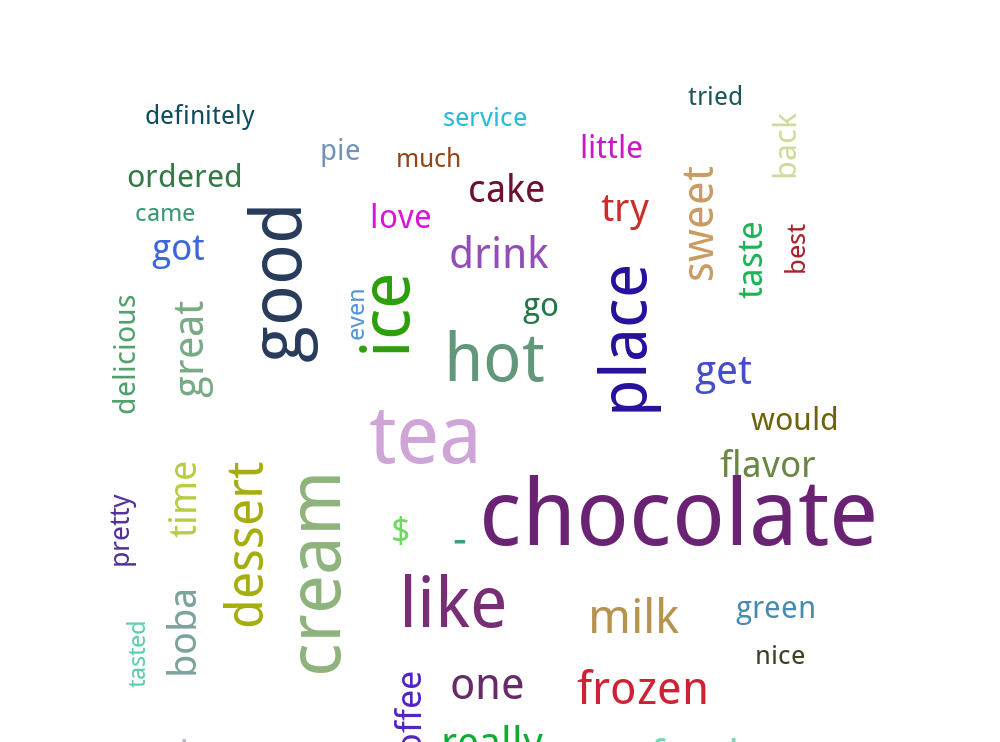 tried
definitely
service
back
little
pie
much
ordered
cake
sweet
try
came
love
good
got
drink
taste
best
ice
place
even
go
delicious
great
hot
get
tea
would
flavor
chocolate
time
dessert
cream
pretty
$
-
like
milk
green
boba
tasted
nice
one
frozen
really